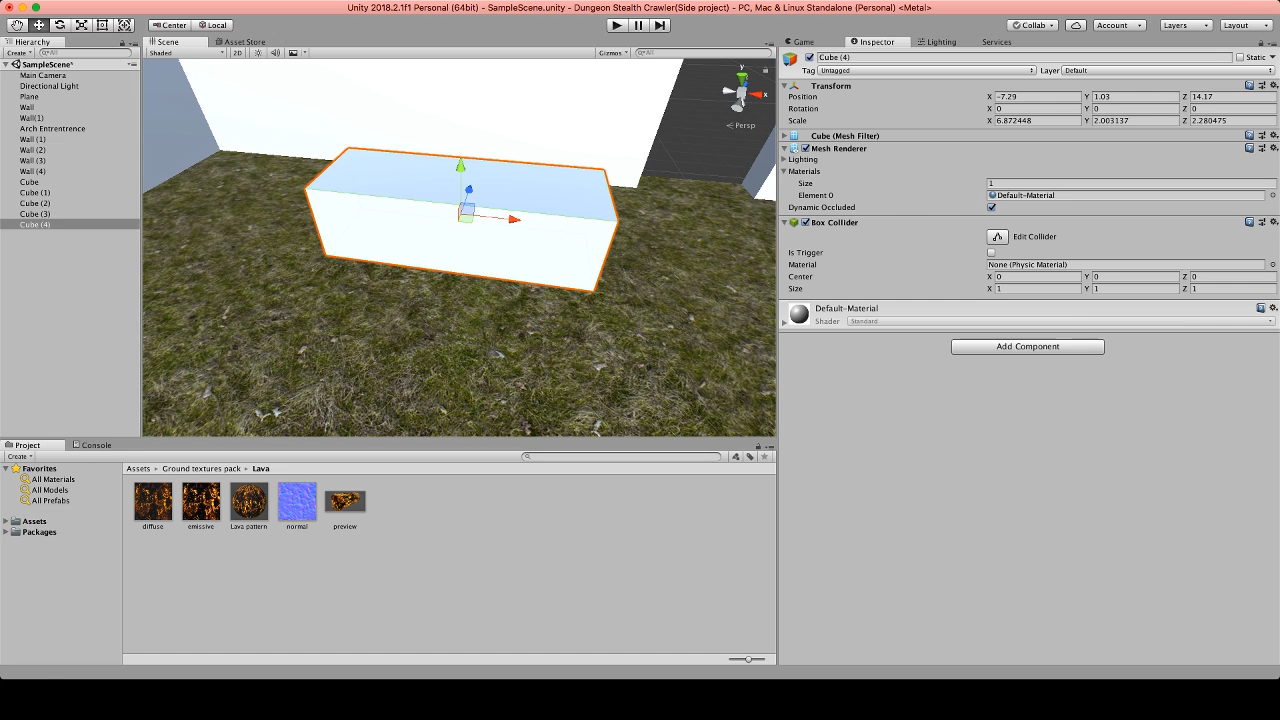 Unity 2018.2.1f1 Personal (64bit) - SampleScene.unity - Dungeon Stealth Crawler(Side project) - PC, Mac & Linux Standalone (Personal) <Metal>
Center Local Collab Account Layers Layout
Hierarchy Scene Asset Store Game Inspector Lighting Services
Create All Shaded 2D Gizmos All
Cube (4) Static
SampleScene*
Tag Untagged Layer Default
Main Camera
Directional Light
Plane
Wall
Wall(1)
Arch Entrentrence
Wall (1)
Wall (2)
Wall (3)
Wall (4)
Cube
Cube (1)
Cube (2)
Cube (3)
Cube (4)
y
x
Persp
Transform
Position X -7.29 Y 1.03 Z 14.17
Rotation X 0 Y 0 Z 0
Scale X 6.872448 Y 2.003137 Z 2.280475
Cube (Mesh Filter)
Mesh Renderer
Lighting
Materials
Size 1
Element 0 Default-Material
Dynamic Occluded
Box Collider
Edit Collider
Is Trigger
Material None (Physic Material)
Center X 0 Y 0 Z 0
Size X 1 Y 1 Z 1
Default-Material
Shader Standard
Add Component
Project Console
Create
Favorites
All Materials
All Models
All Prefabs
Assets
Packages
Assets Ground textures pack Lava
diffuse emissive Lava pattern normal preview